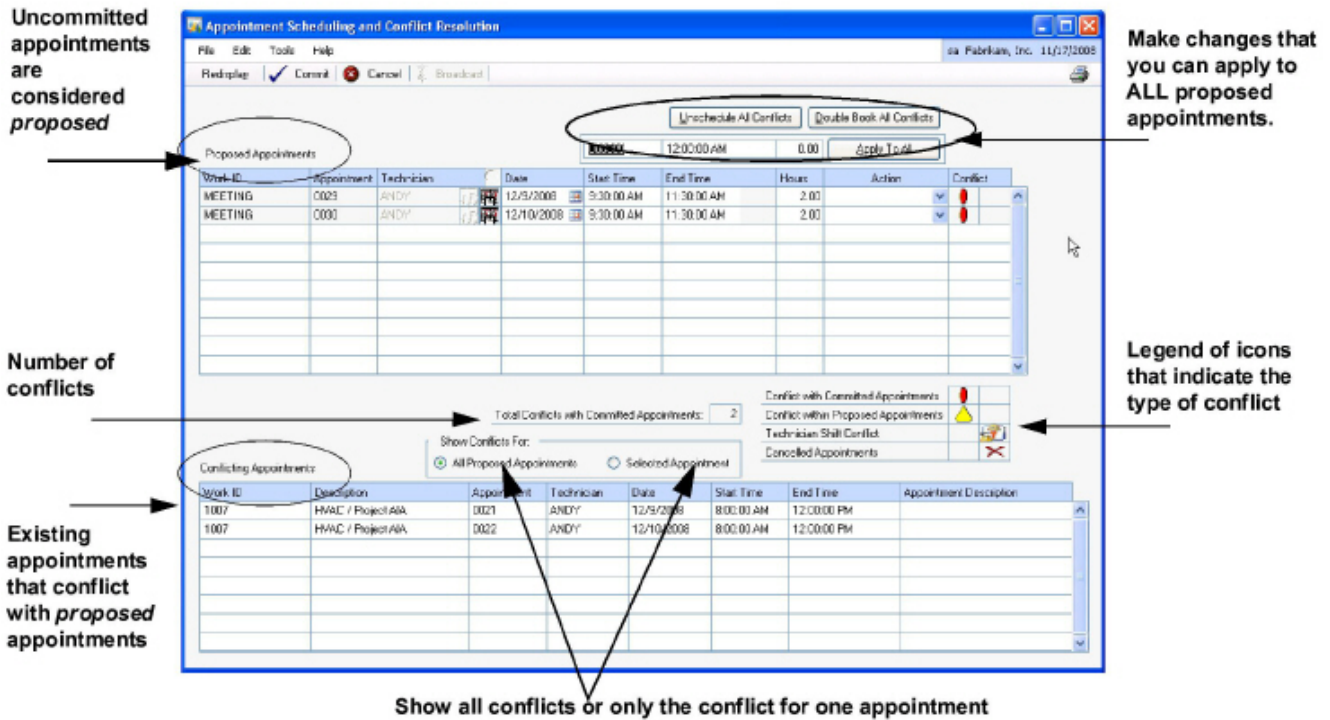 Uncommitted
appointments
are
considered
proposed
Appointment Scheduling and Conflict Resolution
File Edit Tools Help
sa Fabrikam, Inc. 11/17/2008
Redisplay Commit Cancel Broadcast
Make changes that
you can apply to
ALL proposed
appointments.
Unschedule All Conflicts Double Book All Conflicts
Proposed Appointments
12:00:00 AM 0.00 Apply To All
Work ID Appointment Technician Date Start Time End Time Hours Action Conflict
MEETING 0029 ANDY 12/9/2008 9:30:00 AM 11:30:00 AM 2.00
MEETING 0030 ANDY 12/10/2008 9:30:00 AM 11:30:00 AM 2.00
Number of
conflicts
Legend of icons
that indicate the
type of conflict
Total Conflicts with Committed Appointments: 2
Conflict with Committed Appointments
Conflict within Proposed Appointments
Technician Shift Conflict
Cancelled Appointments
Show Conflicts For:
All Proposed Appointments Selected Appointment
Conflicting Appointments
Work ID Description Appointment Technician Date Start Time End Time Appointment Description
1007 HVAC / Project AIA 0021 ANDY 12/9/2008 8:00:00 AM 12:00:00 PM
1007 HVAC / Project AIA 0022 ANDY 12/10/2008 8:00:00 AM 12:00:00 PM
Existing
appointments
that conflict
with proposed
appointments
Show all conflicts or only the conflict for one appointment